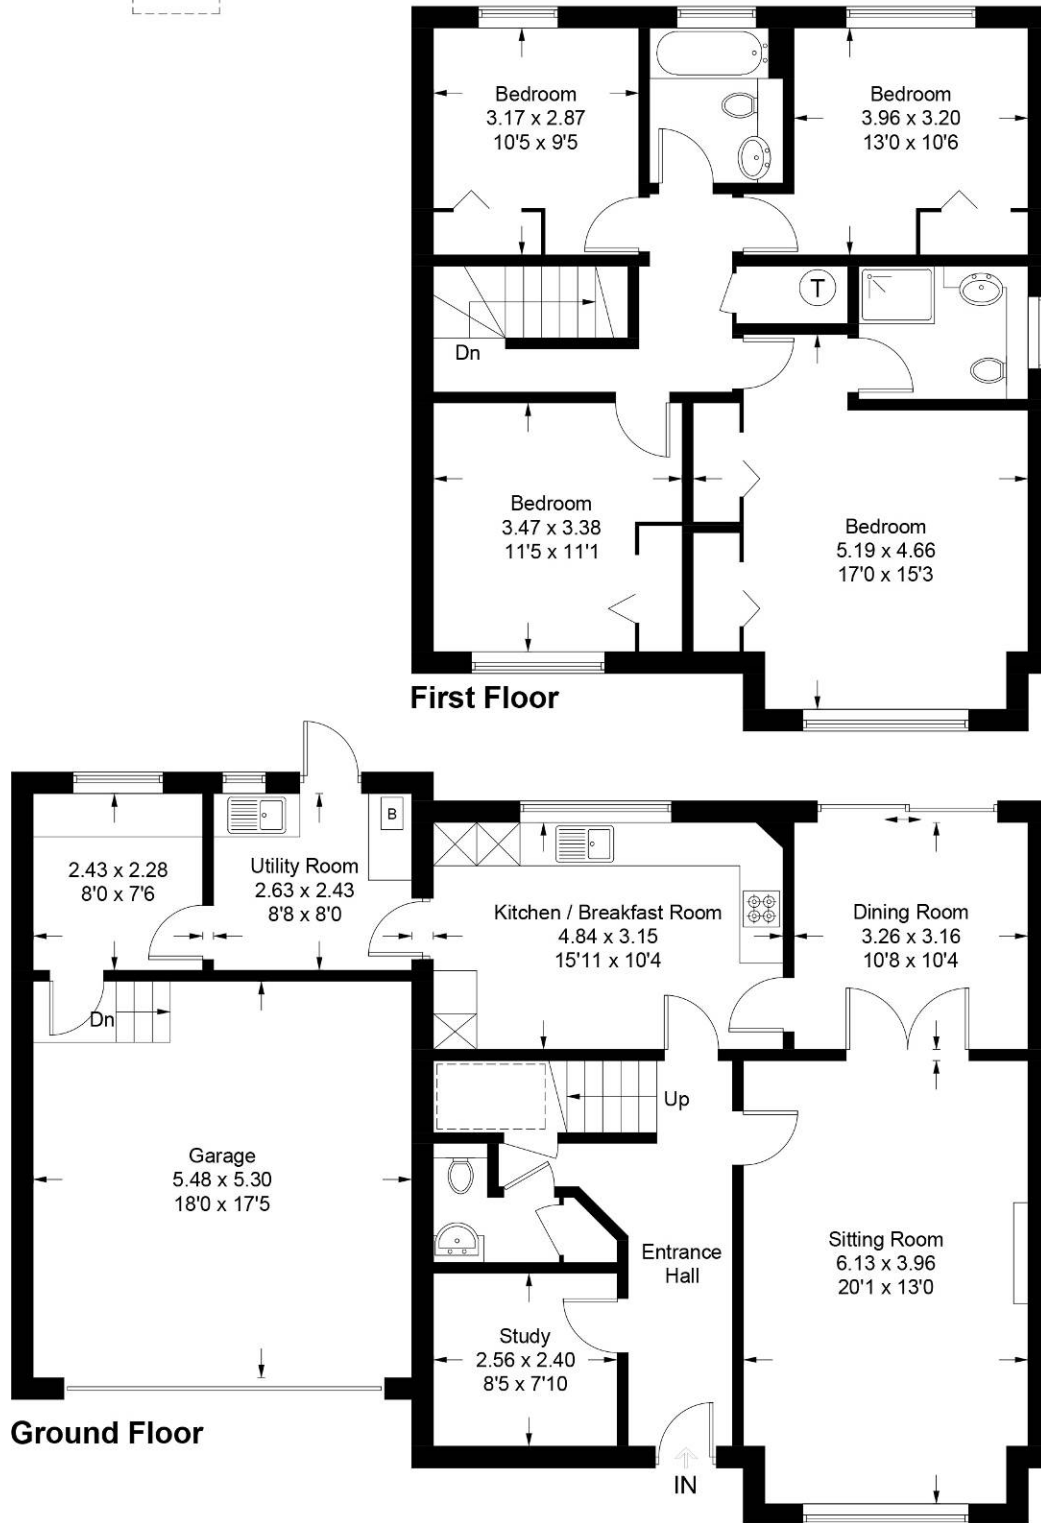 Bedroom
3.17 x 2.87
10'5 x 9'5
Bedroom
3.96 x 3.20
13'0 x 10'6
T
Dn
Bedroom
3.47 x 3.38
11'5 x 11'1
Bedroom
5.19 x 4.66
17'0 x 15'3
First Floor
2.43 x 2.28
8'0 x 7'6
B
Utility Room
2.63 x 2.43
8'8 x 8'0
Kitchen / Breakfast Room
4.84 x 3.15
15'11 x 10'4
Dining Room
3.26 x 3.16
10'8 x 10'4
Dn
Up
Garage
5.48 x 5.30
18'0 x 17'5
Entrance
Hall
Sitting Room
6.13 x 3.96
20'1 x 13'0
Study
2.56 x 2.40
8'5 x 7'10
Ground Floor
IN